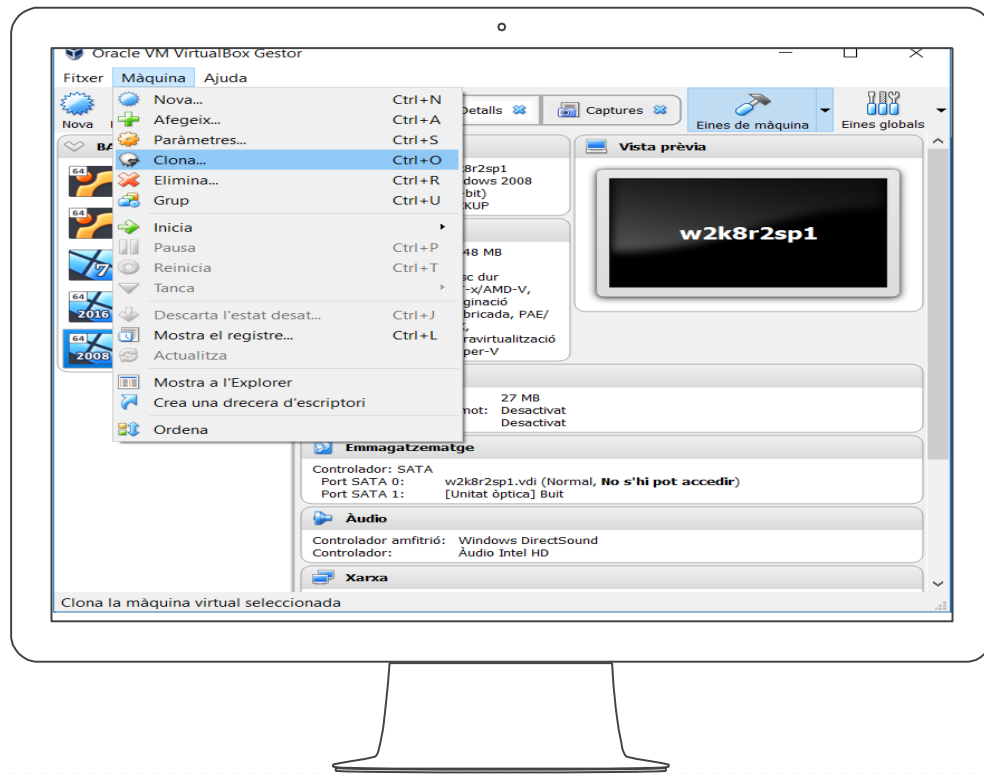 Oracle VM VirtualBox Gestor
Fitxer Màquina Ajuda
Nova
Detalls
Captures
Eines de màquina
Eines globals
Nova... Ctrl+N
Afegeix... Ctrl+A
Paràmetres... Ctrl+S
Clona... Ctrl+O
Elimina... Ctrl+R
Grup Ctrl+U
Inicia
Pausa Ctrl+P
Reinicia Ctrl+T
Tanca
Descarta l'estat desat... Ctrl+J
Mostra el registre... Ctrl+L
Actualitza
Mostra a l'Explorer
Crea una drecera d'escriptori
Ordena
64
64
7
64
2016
64
2008
8r2sp1
dows 2008
-bit)
KUP
48 MB
sc dur
-x/AMD-V,
ginació
bricada, PAE/
ravirtualització
per-V
Vista prèvia
w2k8r2sp1
27 MB
mot: Desactivat
Desactivat
Emmagatzematge
Controlador: SATA
Port SATA 0: w2k8r2sp1.vdi (Normal, No s'hi pot accedir)
Port SATA 1: [Unitat òptica] Buit
Àudio
Controlador amfitrió: Windows DirectSound
Controlador: Àudio Intel HD
Xarxa
Clona la màquina virtual seleccionada